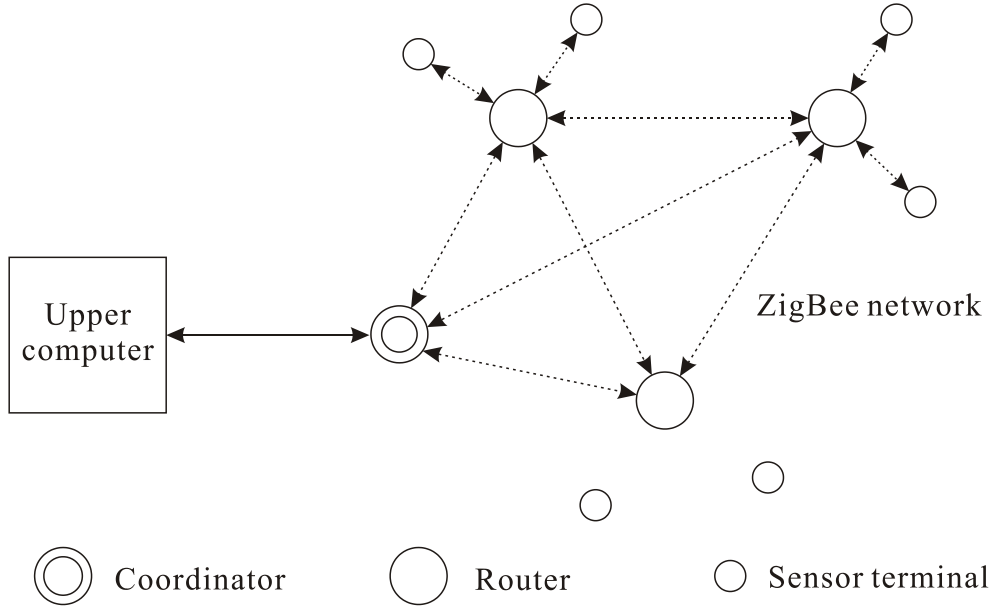 Upper
computer
ZigBee network
Coordinator
Router
Sensor terminal